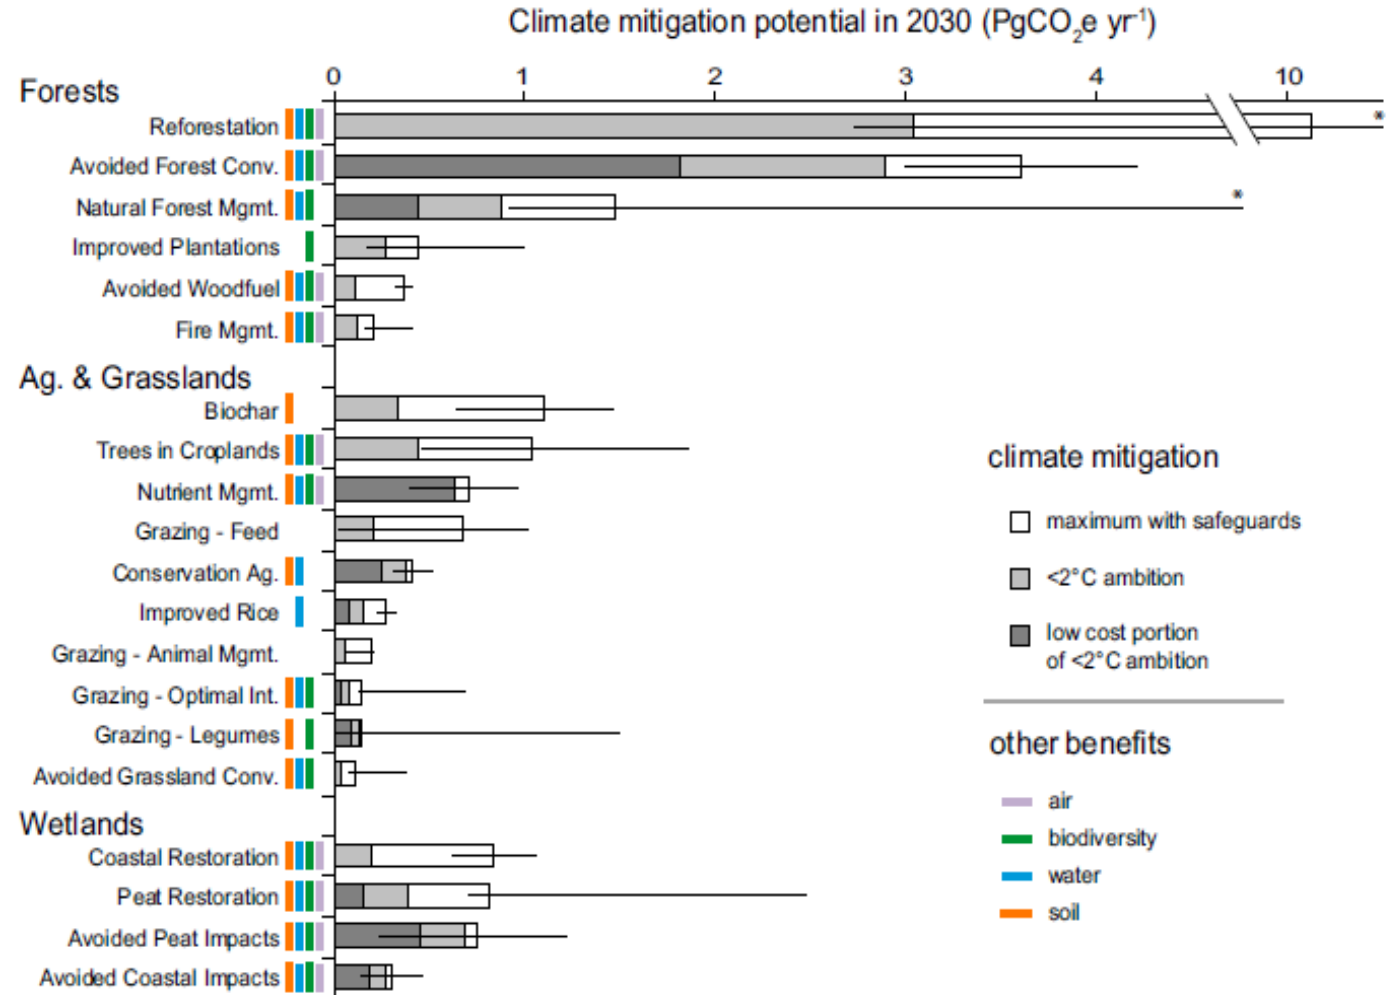 Climate mitigation potential in 2030 (PgCO₂e yr⁻¹)
0 1 2 3 4 10
Forests
Reforestation *
Avoided Forest Conv.
Natural Forest Mgmt. *
Improved Plantations
Avoided Woodfuel
Fire Mgmt.
Ag. & Grasslands
Biochar
Trees in Croplands
Nutrient Mgmt.
Grazing - Feed
Conservation Ag.
Improved Rice
Grazing - Animal Mgmt.
Grazing - Optimal Int.
Grazing - Legumes
Avoided Grassland Conv.
Wetlands
Coastal Restoration
Peat Restoration
Avoided Peat Impacts
Avoided Coastal Impacts
climate mitigation
maximum with safeguards
<2°C ambition
low cost portion
of <2°C ambition
other benefits
air
biodiversity
water
soil